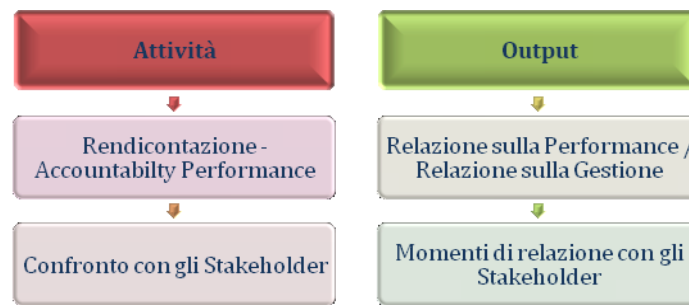 Attività
Output
Rendicontazione -
Accountabilty Performance
Relazione sulla Performance /
Relazione sulla Gestione
Confronto con gli Stakeholder
Momenti di relazione con gli
Stakeholder